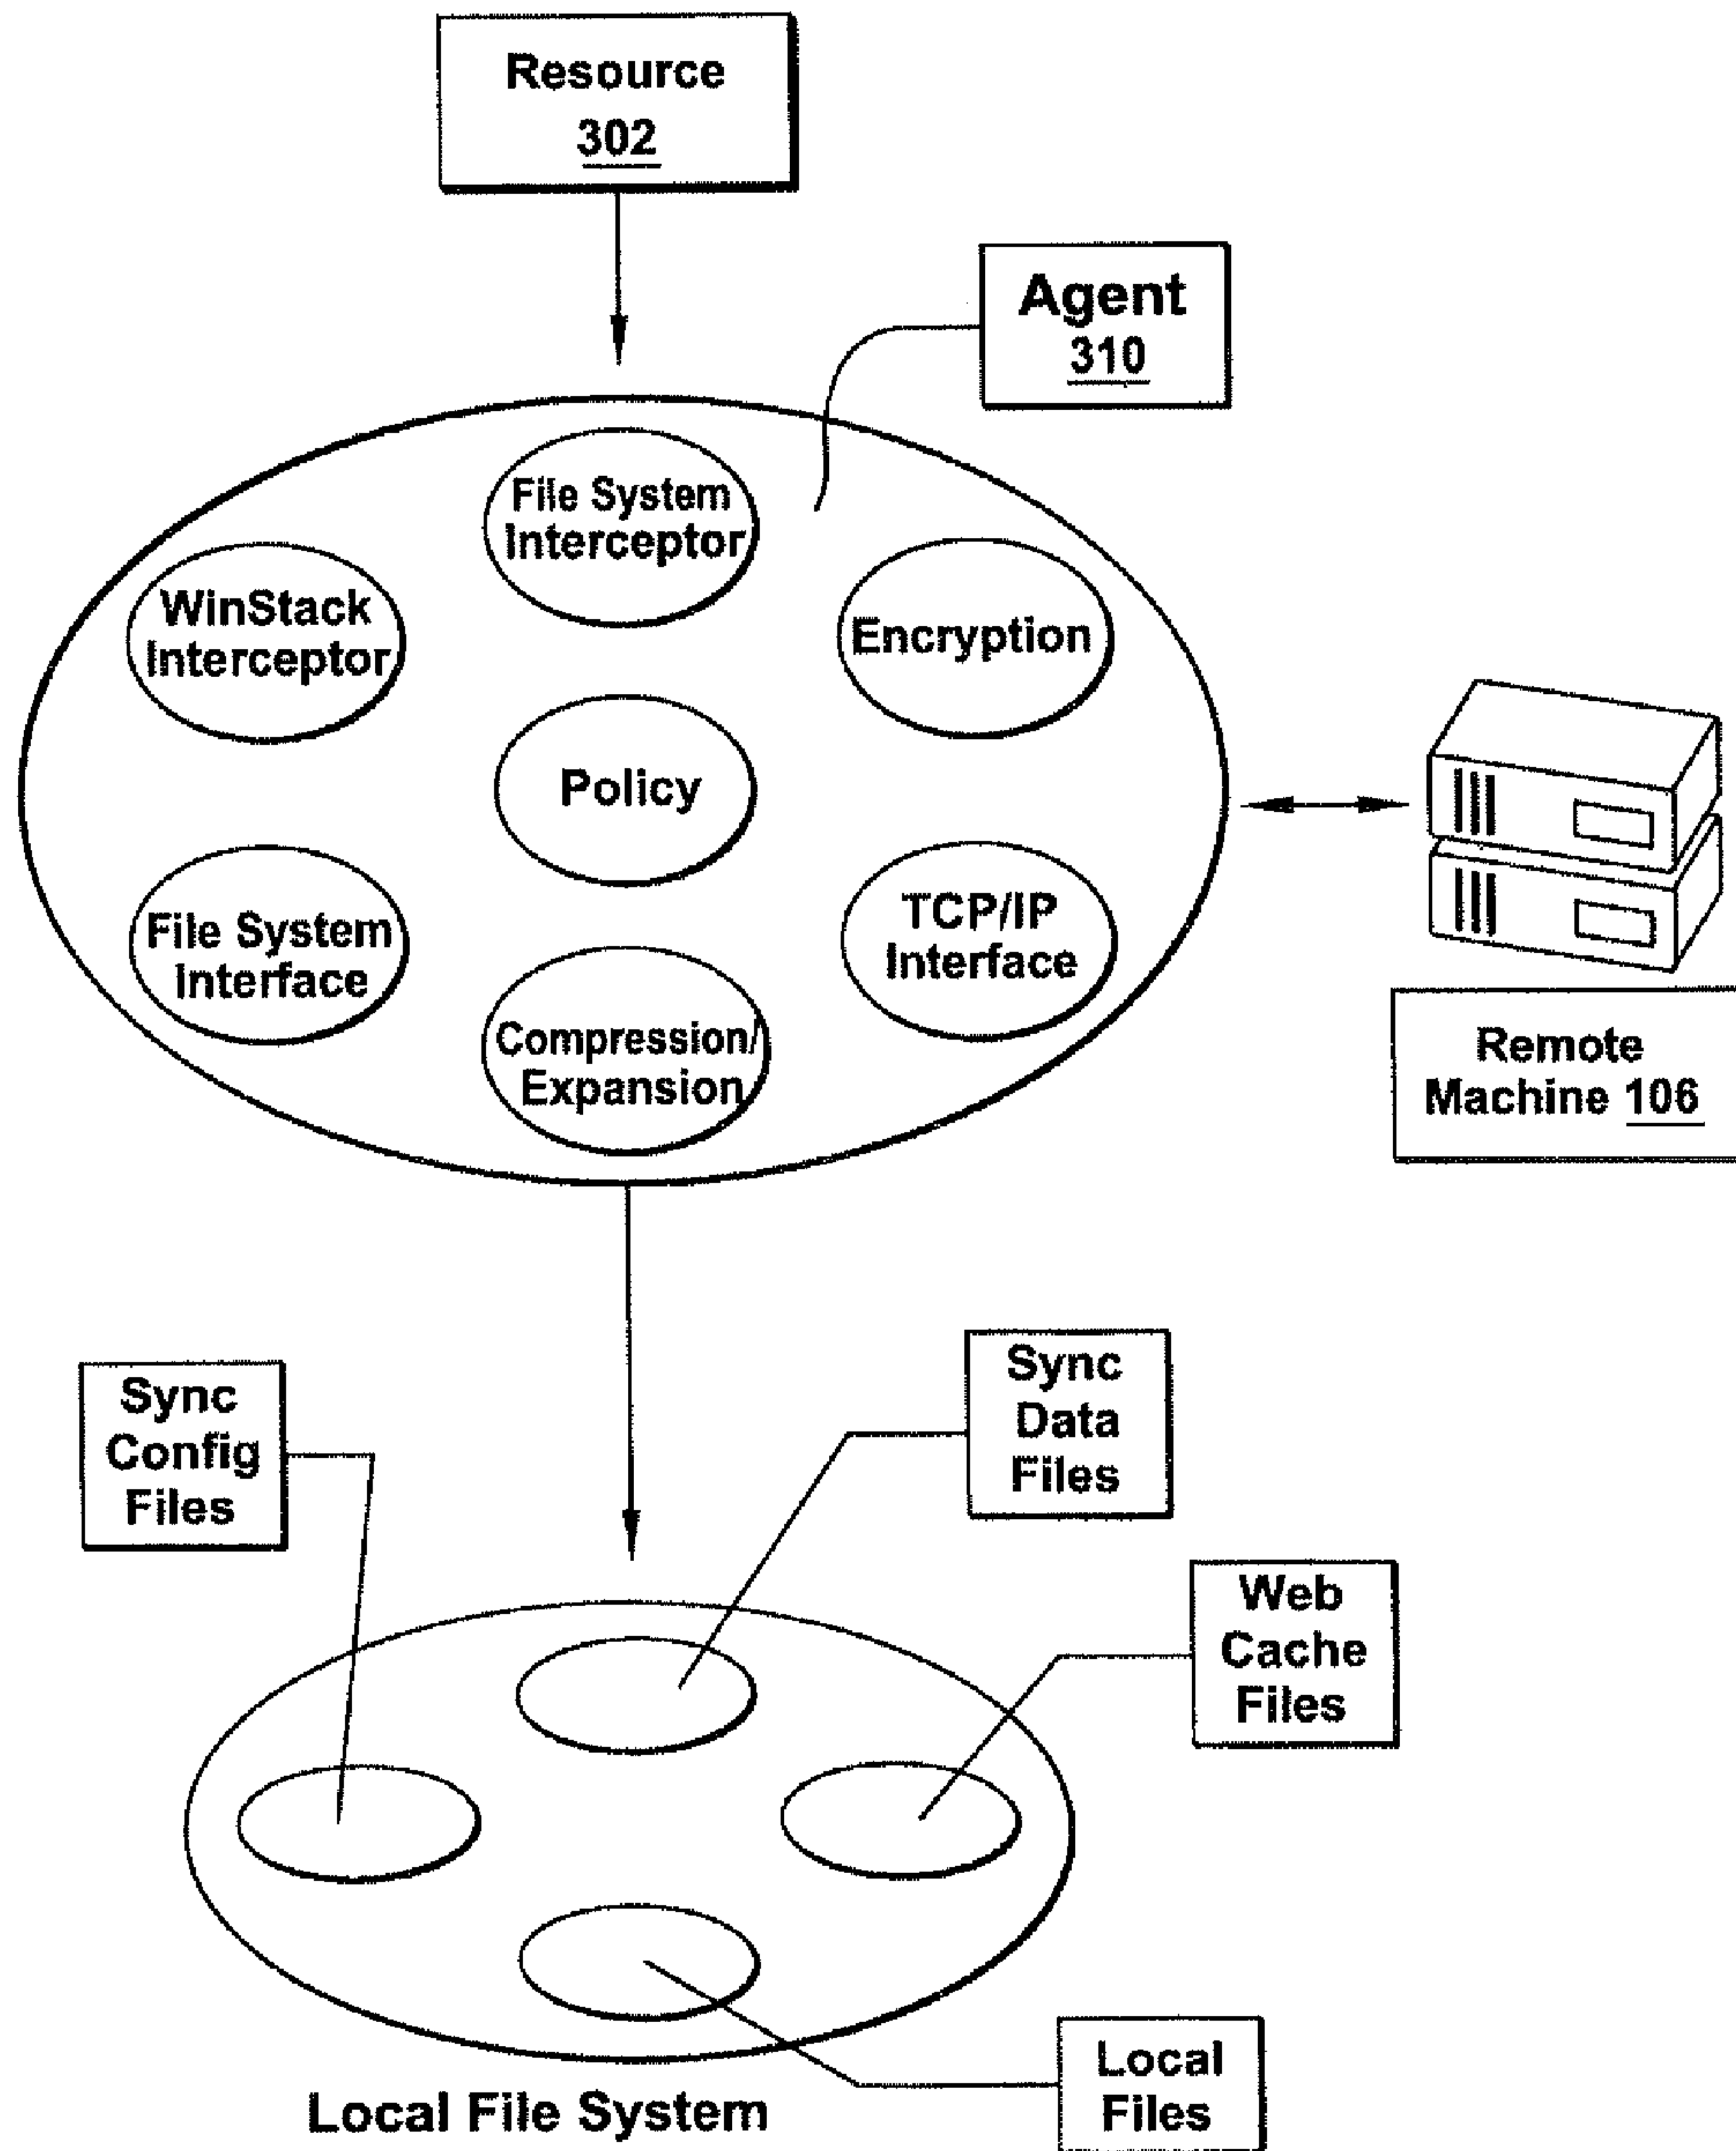 Resource
302
Agent
310
File System
Interceptor
WinStack
Interceptor
Encryption
Policy
File System
Interface
TCP/IP
Interface
Compression/
Expansion
Remote
Machine 106
Sync
Config
Files
Sync
Data
Files
Web
Cache
Files
Local
Files
Local File System